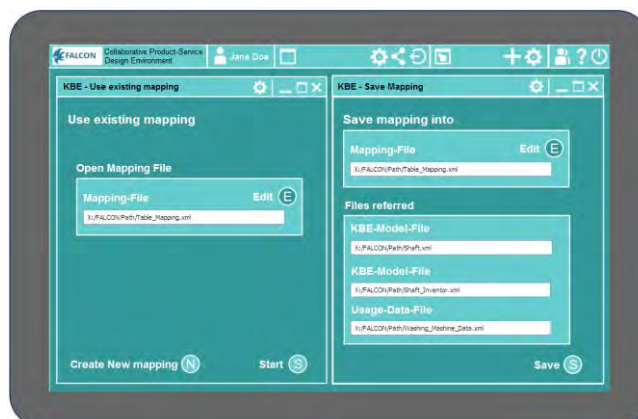 FALCON
Collaborative Product-Service
Design Environment
Jane Doe
?
KBE - Use existing mapping
Use existing mapping
Open Mapping File
Mapping-File
Edit E
X:/FALCON/Path/Table_Mapping.xml
Create New mapping N
Start S
KBE - Save Mapping
Save mapping into
Mapping-File
Edit E
X:/FALCON/Path/Table_Mapping.xml
Files referred
KBE-Model-File
X:/FALCON/Path/Shaft.xml
KBE-Model-File
X:/FALCON/Path/Shaft_Inventor.xml
Usage-Data-File
X:/FALCON/Path/Washing_Mashine_Data.xml
Save S